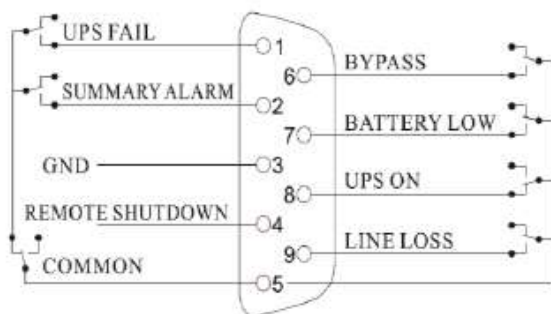 UPS FAIL
1
BYPASS
6
SUMMARY ALARM
2
BATTERY LOW
7
GND
3
UPS ON
8
REMOTE SHUTDOWN
4
LINE LOSS
9
COMMON
5